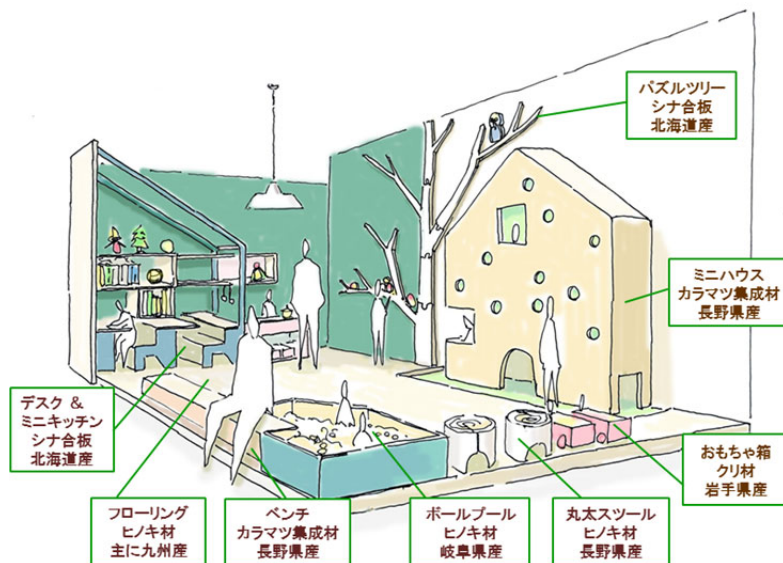 パズルツリー
シナ合板
北海道産
ミニハウス
カラマツ集成材
長野県産
デスク &
ミニキッチン
シナ合板
北海道産
フローリング
ヒノキ材
主に九州産
ベンチ
カラマツ集成材
長野県産
ボールプール
ヒノキ材
岐阜県産
丸太スツール
ヒノキ材
長野県産
おもちゃ箱
クリ材
岩手県産